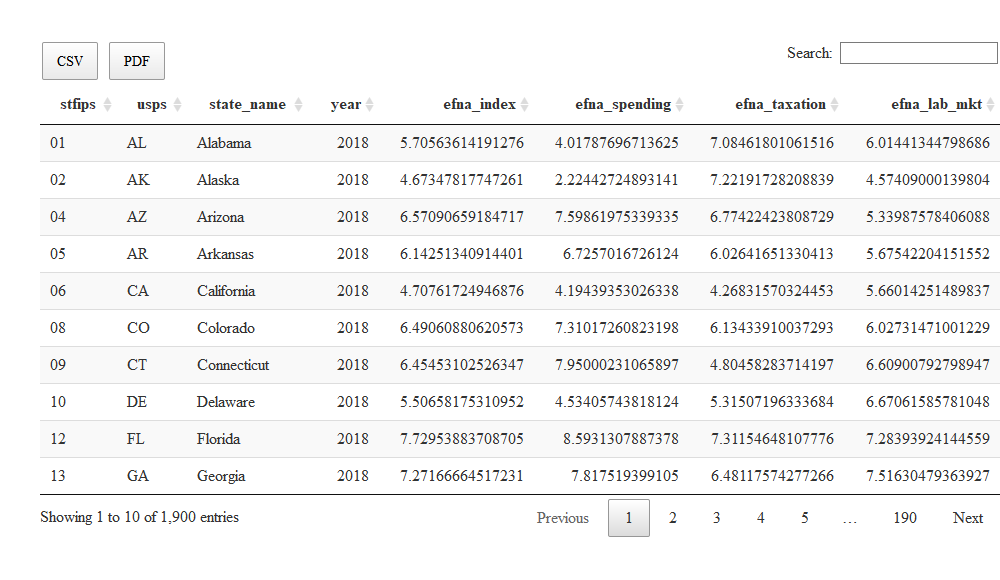 CSV PDF Search:
stfips usps state_name year efna_index efna_spending efna_taxation efna_lab_mkt
01 AL Alabama 2018 5.70563614191276 4.01787696713625 7.08461801061516 6.01441344798686
02 AK Alaska 2018 4.67347817747261 2.22442724893141 7.22191728208839 4.57409000139804
04 AZ Arizona 2018 6.57090659184717 7.59861975339335 6.77422423808729 5.33987578406088
05 AR Arkansas 2018 6.14251340914401 6.7257016726124 6.02641651330413 5.67542204151552
06 CA California 2018 4.70761724946876 4.19439353026338 4.26831570324453 5.66014251489837
08 CO Colorado 2018 6.49060880620573 7.31017260823198 6.13433910037293 6.02731471001229
09 CT Connecticut 2018 6.45453102526347 7.95000231065897 4.80458283714197 6.60900792798947
10 DE Delaware 2018 5.50658175310952 4.53405743818124 5.31507196333684 6.67061585781048
12 FL Florida 2018 7.72953883708705 8.5931307887378 7.31154648107776 7.28393924144559
13 GA Georgia 2018 7.27166664517231 7.817519399105 6.48117574277266 7.51630479363927
Showing 1 to 10 of 1,900 entries Previous 1 2 3 4 5 … 190 Next